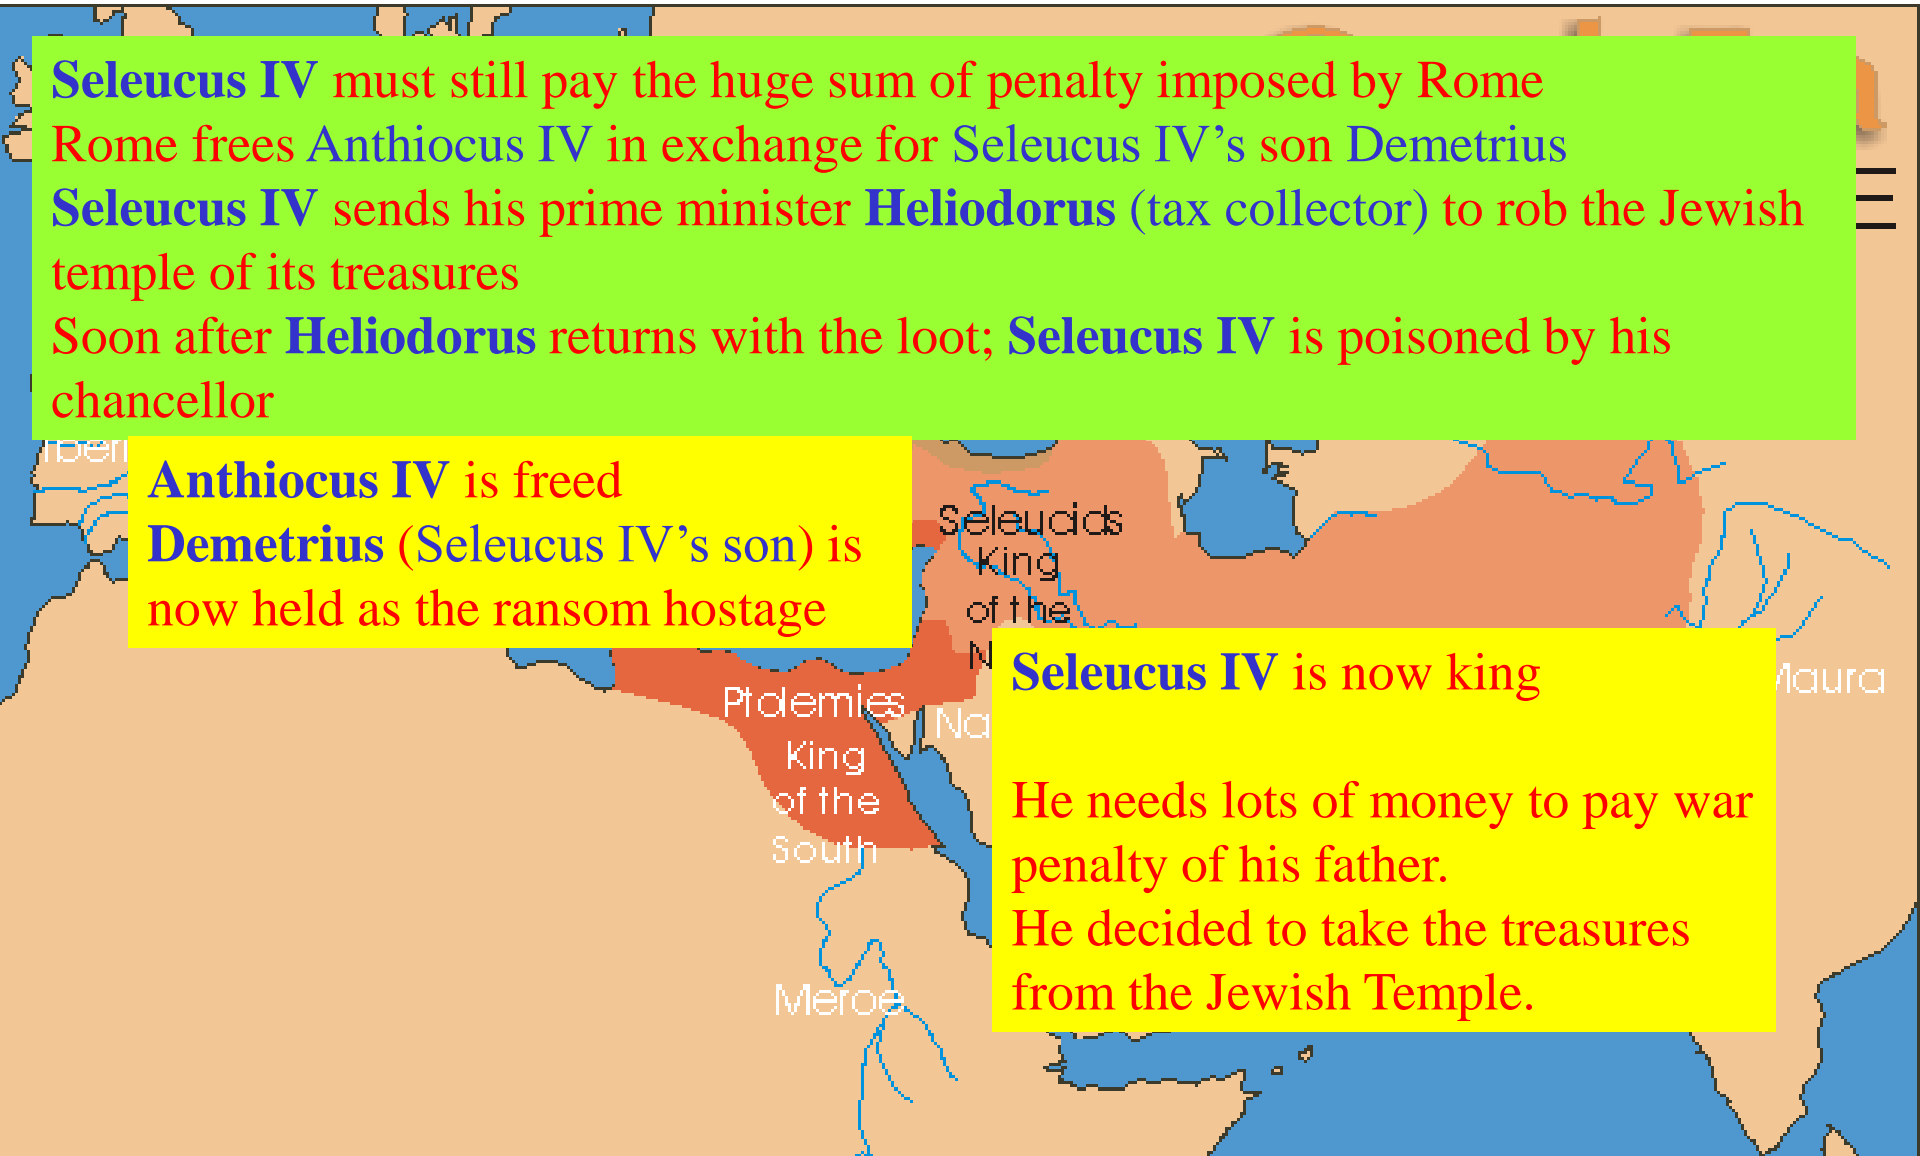 Seleucus IV must still pay the huge sum of penalty imposed by Rome
Rome frees Anthiocus IV in exchange for Seleucus IV’s son Demetrius
Seleucus IV sends his prime minister Heliodorus (tax collector) to rob the Jewish
temple of its treasures
Soon after Heliodorus returns with the loot; Seleucus IV is poisoned by his
chancellor
Anthiocus IV is freed
Demetrius (Seleucus IV’s son) is
now held as the ransom hostage
Seleucids
King
of the
N
Seleucus IV is now king
He needs lots of money to pay war
penalty of his father.
He decided to take the treasures
from the Jewish Temple.
Ptolemies
King
of the
South
Na
Maura
Meroe